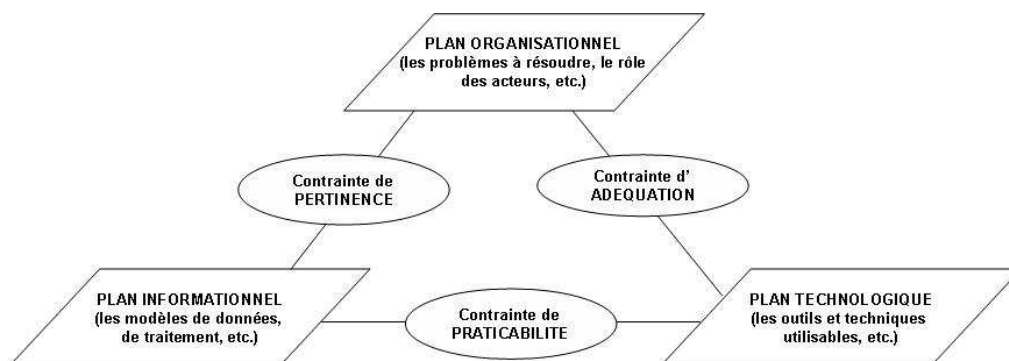 PLAN ORGANISATIONNEL
(les problèmes à résoudre, le rôle
des acteurs, etc.)
Contrainte de
PERTINENCE
Contrainte d'
ADEQUATION
PLAN INFORMATIONNEL
(les modèles de données,
de traitement, etc.)
Contrainte de
PRATICABILITE
PLAN TECHNOLOGIQUE
(les outils et techniques
utilisables, etc.)